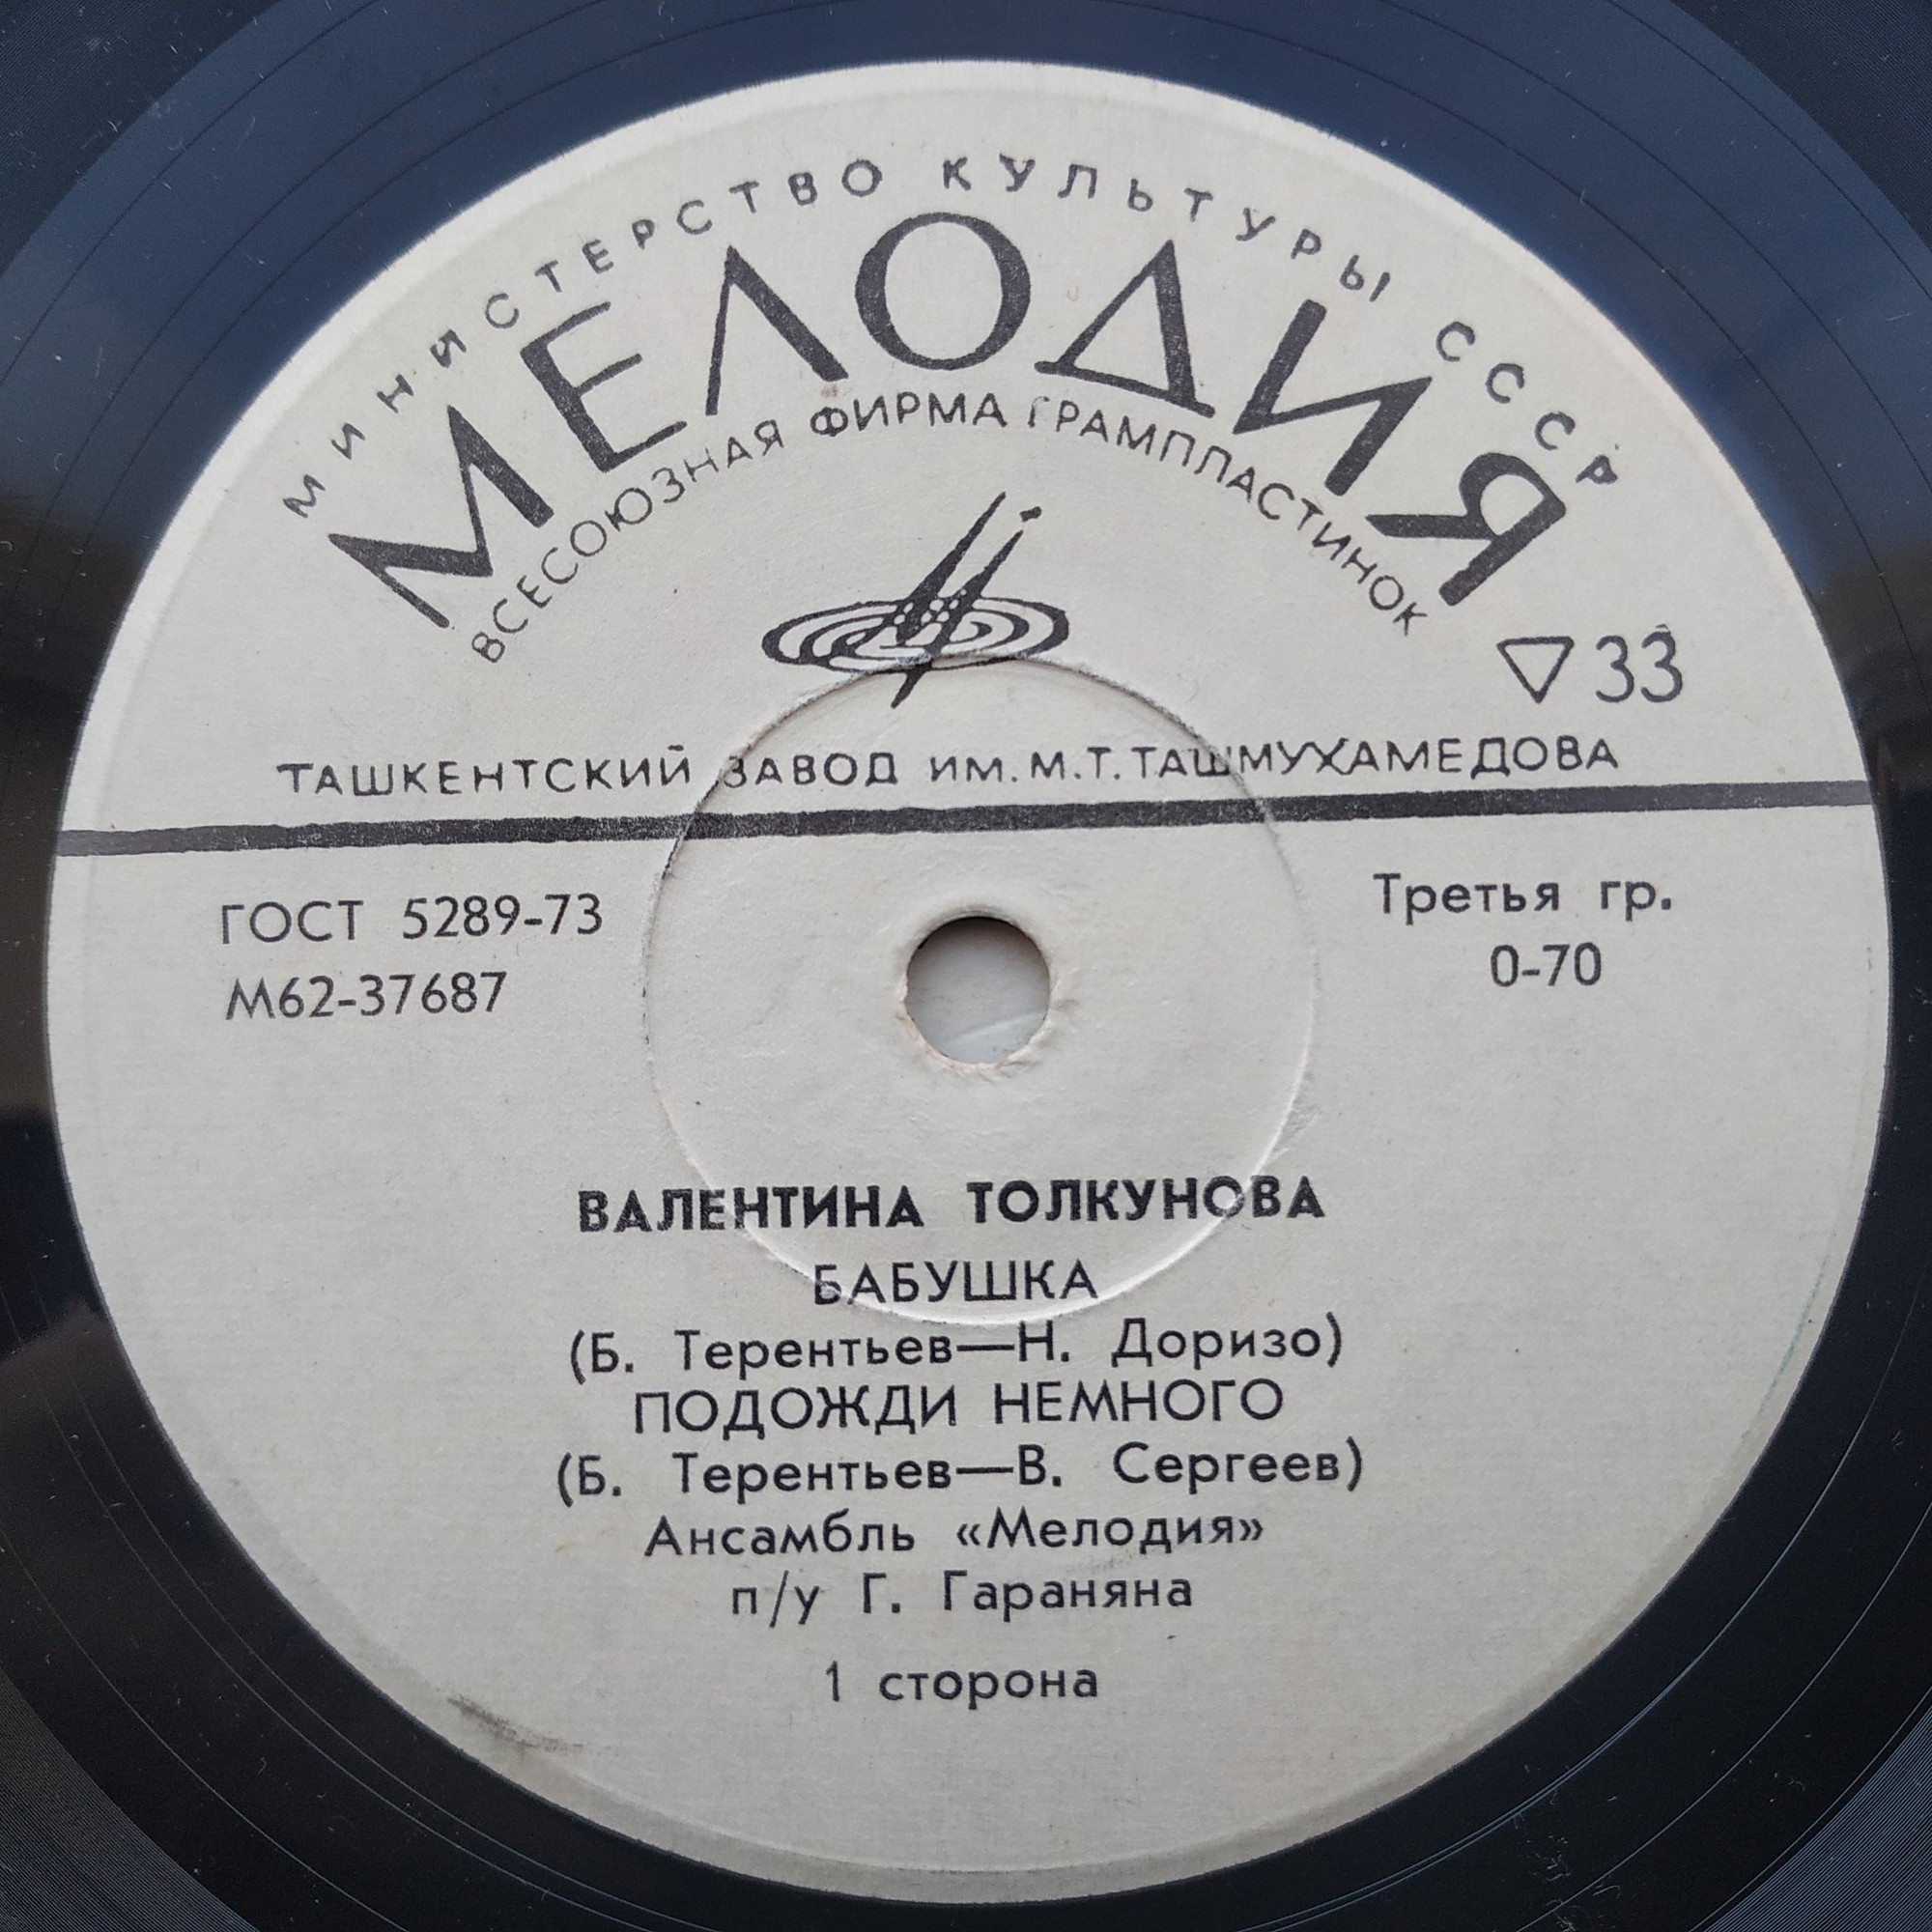 МИНИСТЕРСТВО КУЛЬТУРЫ СССР
МЕЛОДИЯ
ВСЕСОЮЗНАЯ ФИРМА ГРАМПЛАСТИНОК
33
ТАШКЕНТСКИЙ ЗАВОД ИМ. М.Т. ТАШМУХАМЕДОВА
ГОСТ 5289-73
М62-37687
Третья гр.
0-70
ВАЛЕНТИНА ТОЛКУНОВА
БАБУШКА
(Б. Терентьев—Н. Доризо)
ПОДОЖДИ НЕМНОГО
(Б. Терентьев—В. Сергеев)
Ансамбль «Мелодия»
п/у Г. Гараняна
1 сторона